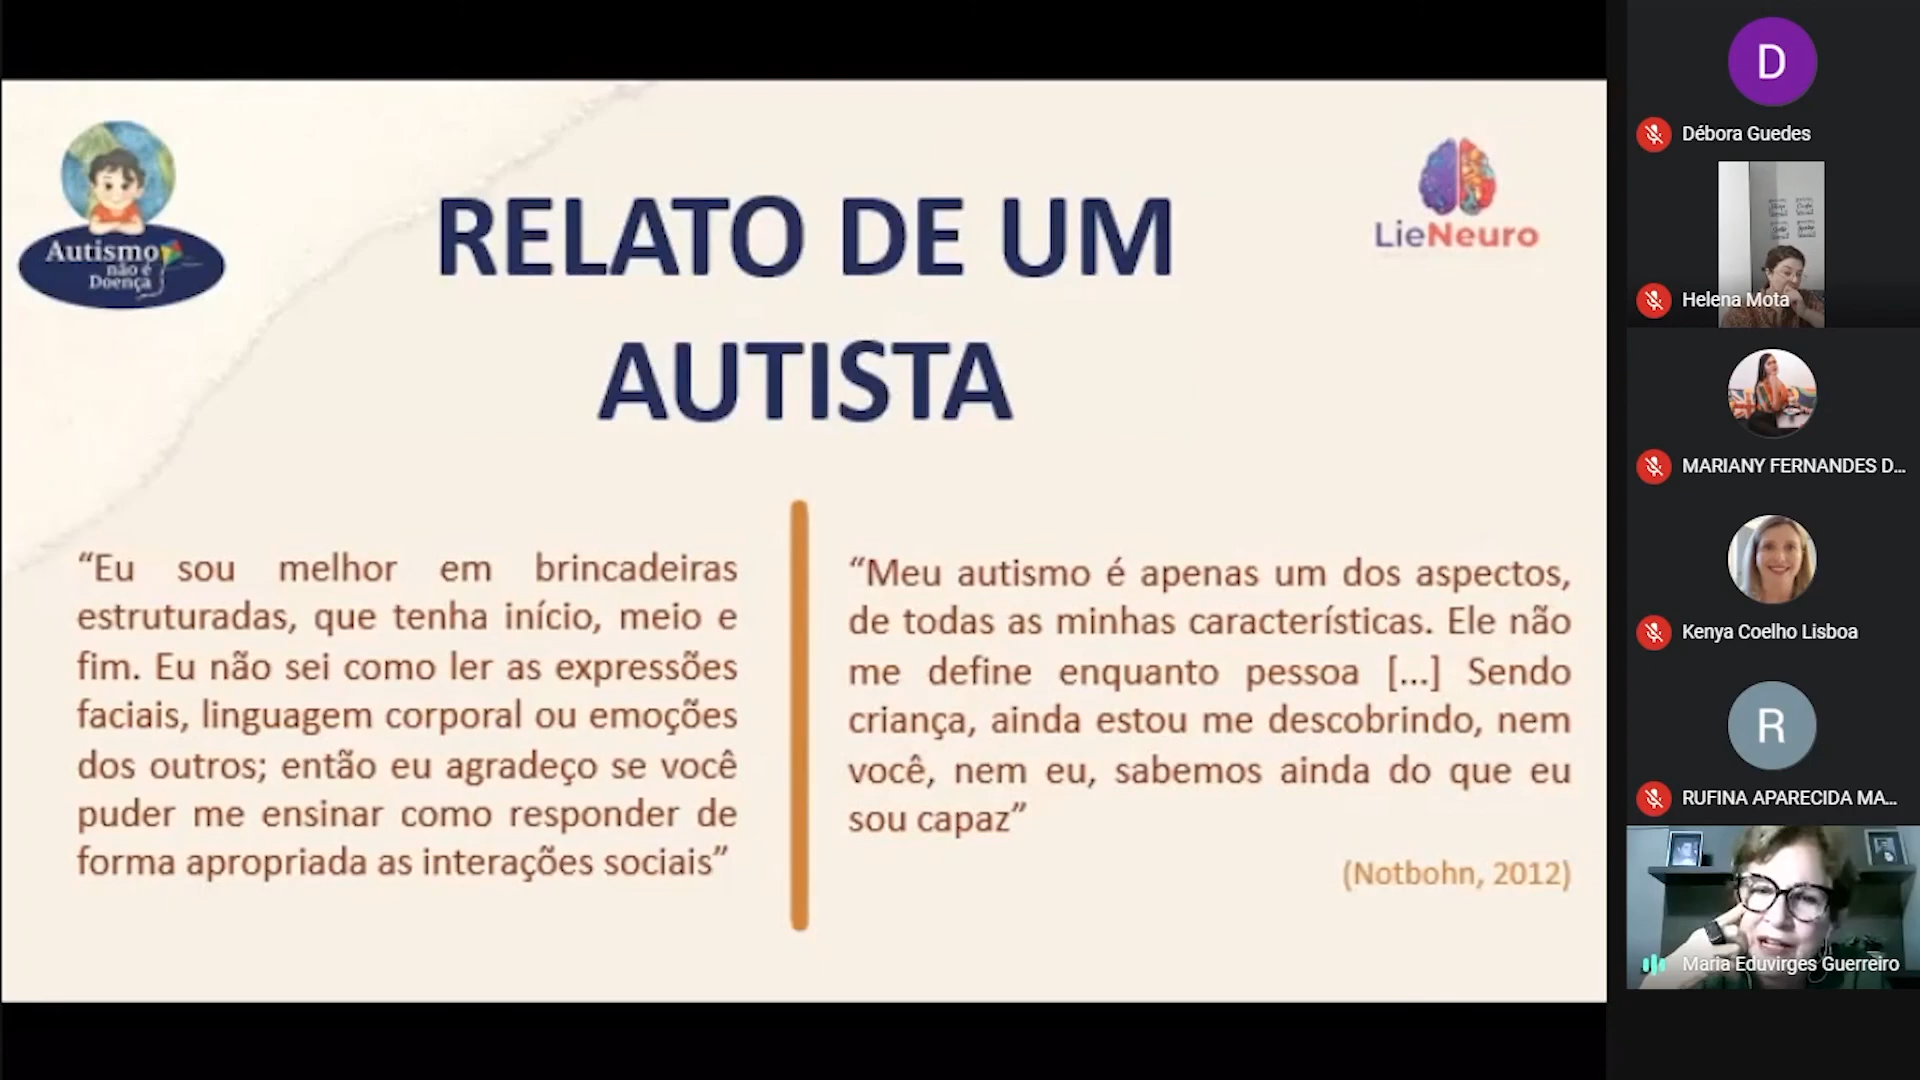 Autismo
não é
Doença
LieNeuro
RELATO DE UM
AUTISTA
“Eu sou melhor em brincadeiras
estruturadas, que tenha início, meio e
fim. Eu não sei como ler as expressões
faciais, linguagem corporal ou emoções
dos outros; então eu agradeço se você
puder me ensinar como responder de
forma apropriada as interações sociais”
“Meu autismo é apenas um dos aspectos,
de todas as minhas características. Ele não
me define enquanto pessoa [...] Sendo
criança, ainda estou me descobrindo, nem
você, nem eu, sabemos ainda do que eu
sou capaz”
(Notbohn, 2012)
D
Débora Guedes
Helena Mota
MARIANY FERNANDES D...
Kenya Coelho Lisboa
R
RUFINA APARECIDA MA...
Maria Eduvirges Guerreiro